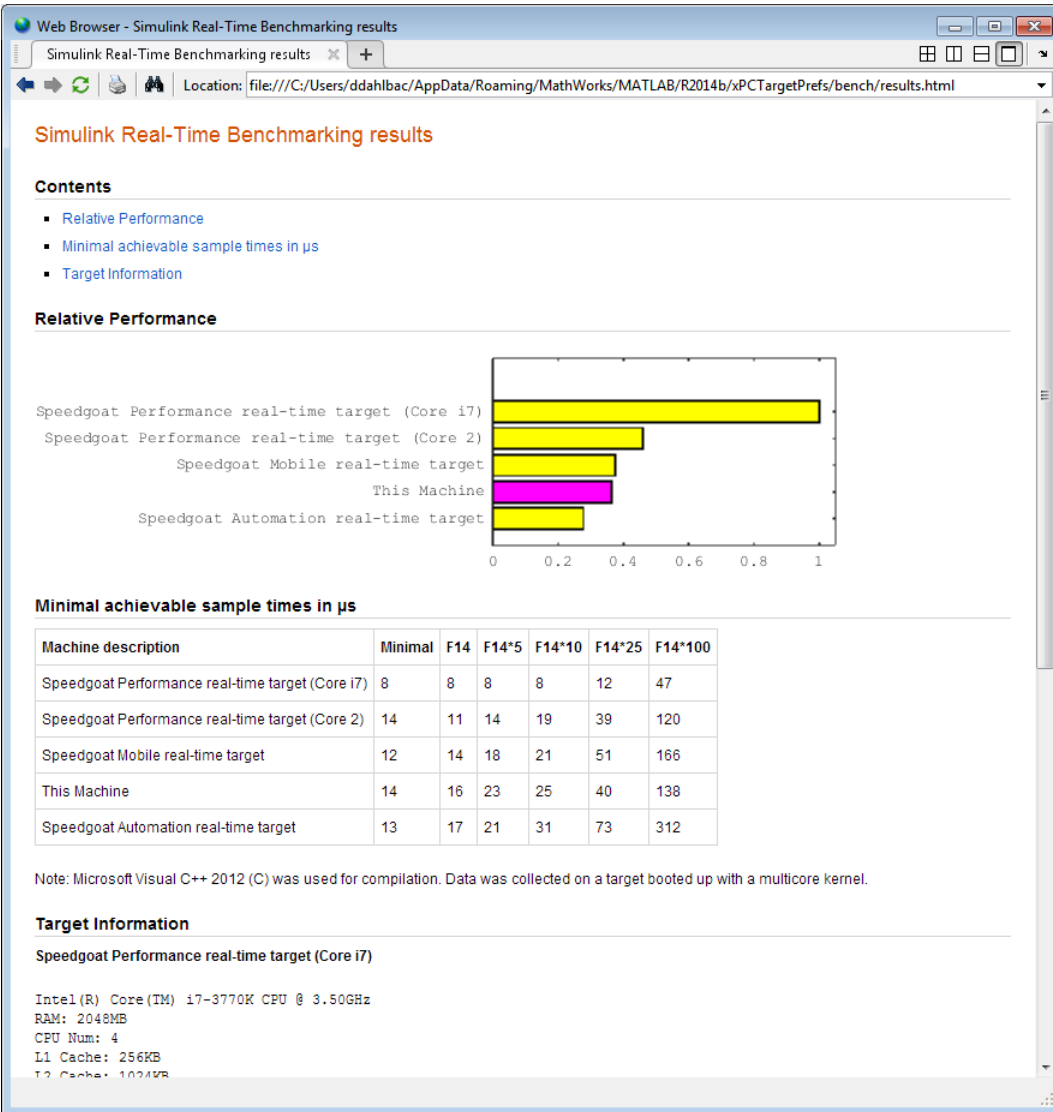 Web Browser - Simulink Real-Time Benchmarking results
Simulink Real-Time Benchmarking results
Location: file:///C:/Users/ddahlbac/AppData/Roaming/MathWorks/MATLAB/R2014b/xPCTargetPrefs/bench/results.html
Simulink Real-Time Benchmarking results
Contents
Relative Performance
Minimal achievable sample times in µs
Target Information
Relative Performance
Speedgoat Performance real-time target (Core i7)
Speedgoat Performance real-time target (Core 2)
Speedgoat Mobile real-time target
This Machine
Speedgoat Automation real-time target
0 0.2 0.4 0.6 0.8 1
Minimal achievable sample times in µs
Machine description Minimal F14 F14*5 F14*10 F14*25 F14*100
Speedgoat Performance real-time target (Core i7) 8 8 8 8 12 47
Speedgoat Performance real-time target (Core 2) 14 11 14 19 39 120
Speedgoat Mobile real-time target 12 14 18 21 51 166
This Machine 14 16 23 25 40 138
Speedgoat Automation real-time target 13 17 21 31 73 312
Note: Microsoft Visual C++ 2012 (C) was used for compilation. Data was collected on a target booted up with a multicore kernel.
Target Information
Speedgoat Performance real-time target (Core i7)
Intel(R) Core(TM) i7-3770K CPU @ 3.50GHz
RAM: 2048MB
CPU Num: 4
L1 Cache: 256KB
L2 Cache: 1024KB